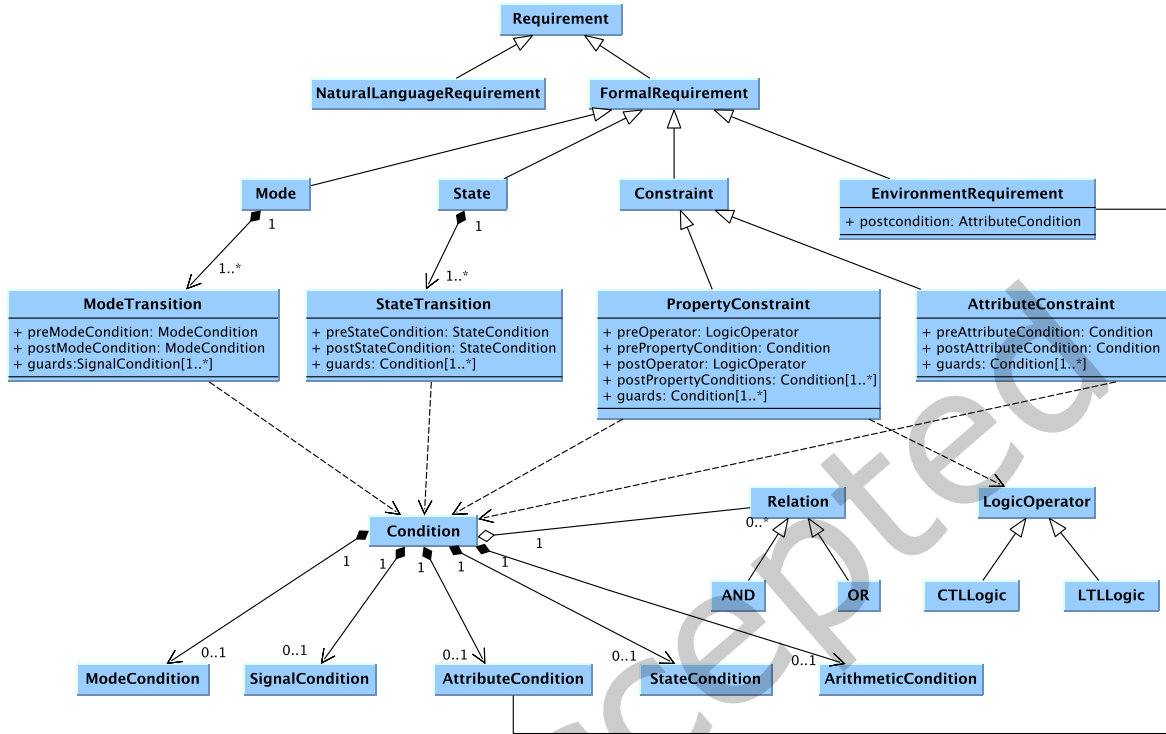 Requirement
NaturalLanguageRequirement
FormalRequirement
Mode
State
Constraint
EnvironmentRequirement
+ postcondition: AttributeCondition
1
1
1..*
1..*
ModeTransition
+ preModeCondition: ModeCondition
+ postModeCondition: ModeCondition
+ guards:SignalCondition[1..*]
StateTransition
+ preStateCondition: StateCondition
+ postStateCondition: StateCondition
+ guards: Condition[1..*]
PropertyConstraint
+ preOperator: LogicOperator
+ prePropertyCondition: Condition
+ postOperator: LogicOperator
+ postPropertyConditions: Condition[1..*]
+ guards: Condition[1..*]
AttributeConstraint
+ preAttributeCondition: Condition
+ postAttributeCondition: Condition
+ guards: Condition[1..*]
Relation
LogicOperator
0..*
Condition
1
1
1
1
1
1
AND
OR
CTLLogic
LTLLogic
0..1
0..1
0..1
0..1
0..1
ModeCondition
SignalCondition
AttributeCondition
StateCondition
ArithmeticCondition
cepted